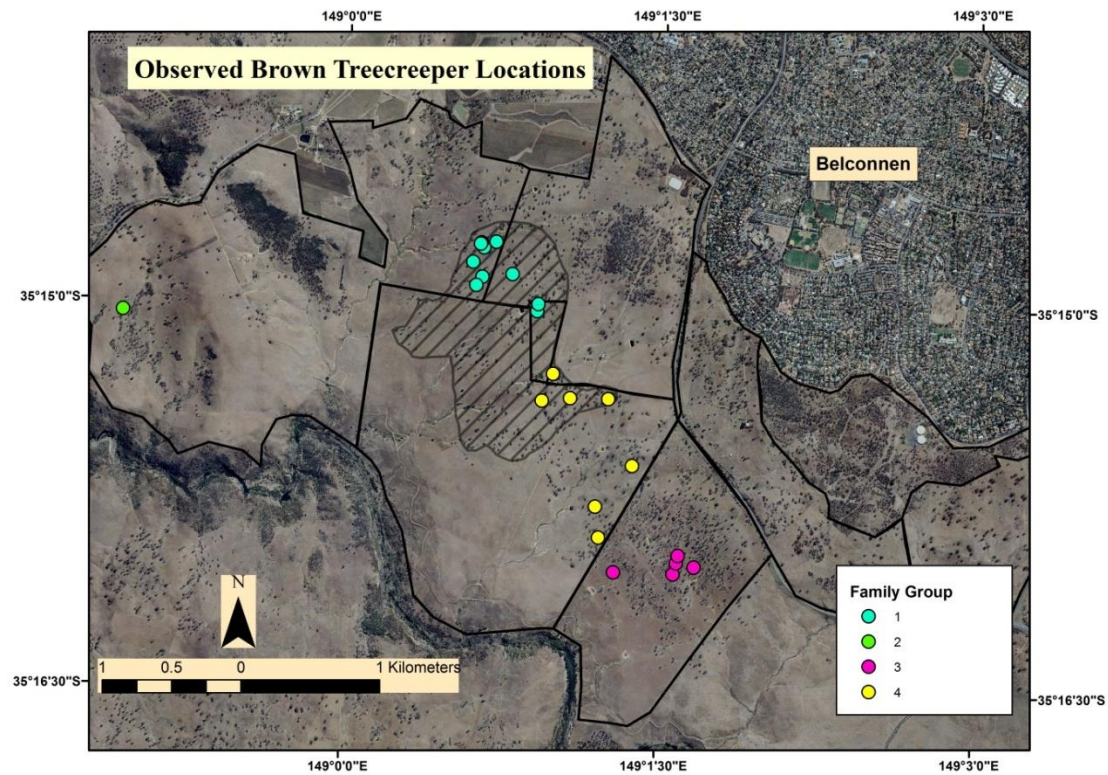 149°0'0"E 149°1'30"E 149°3'0"E
Observed Brown Treecreeper Locations
Belconnen
35°15'0"S 35°15'0"S
N
1 0.5 0 1 Kilometers
Family Group
1
2
3
4
35°16'30"S 35°16'30"S
149°0'0"E 149°1'30"E 149°3'0"E